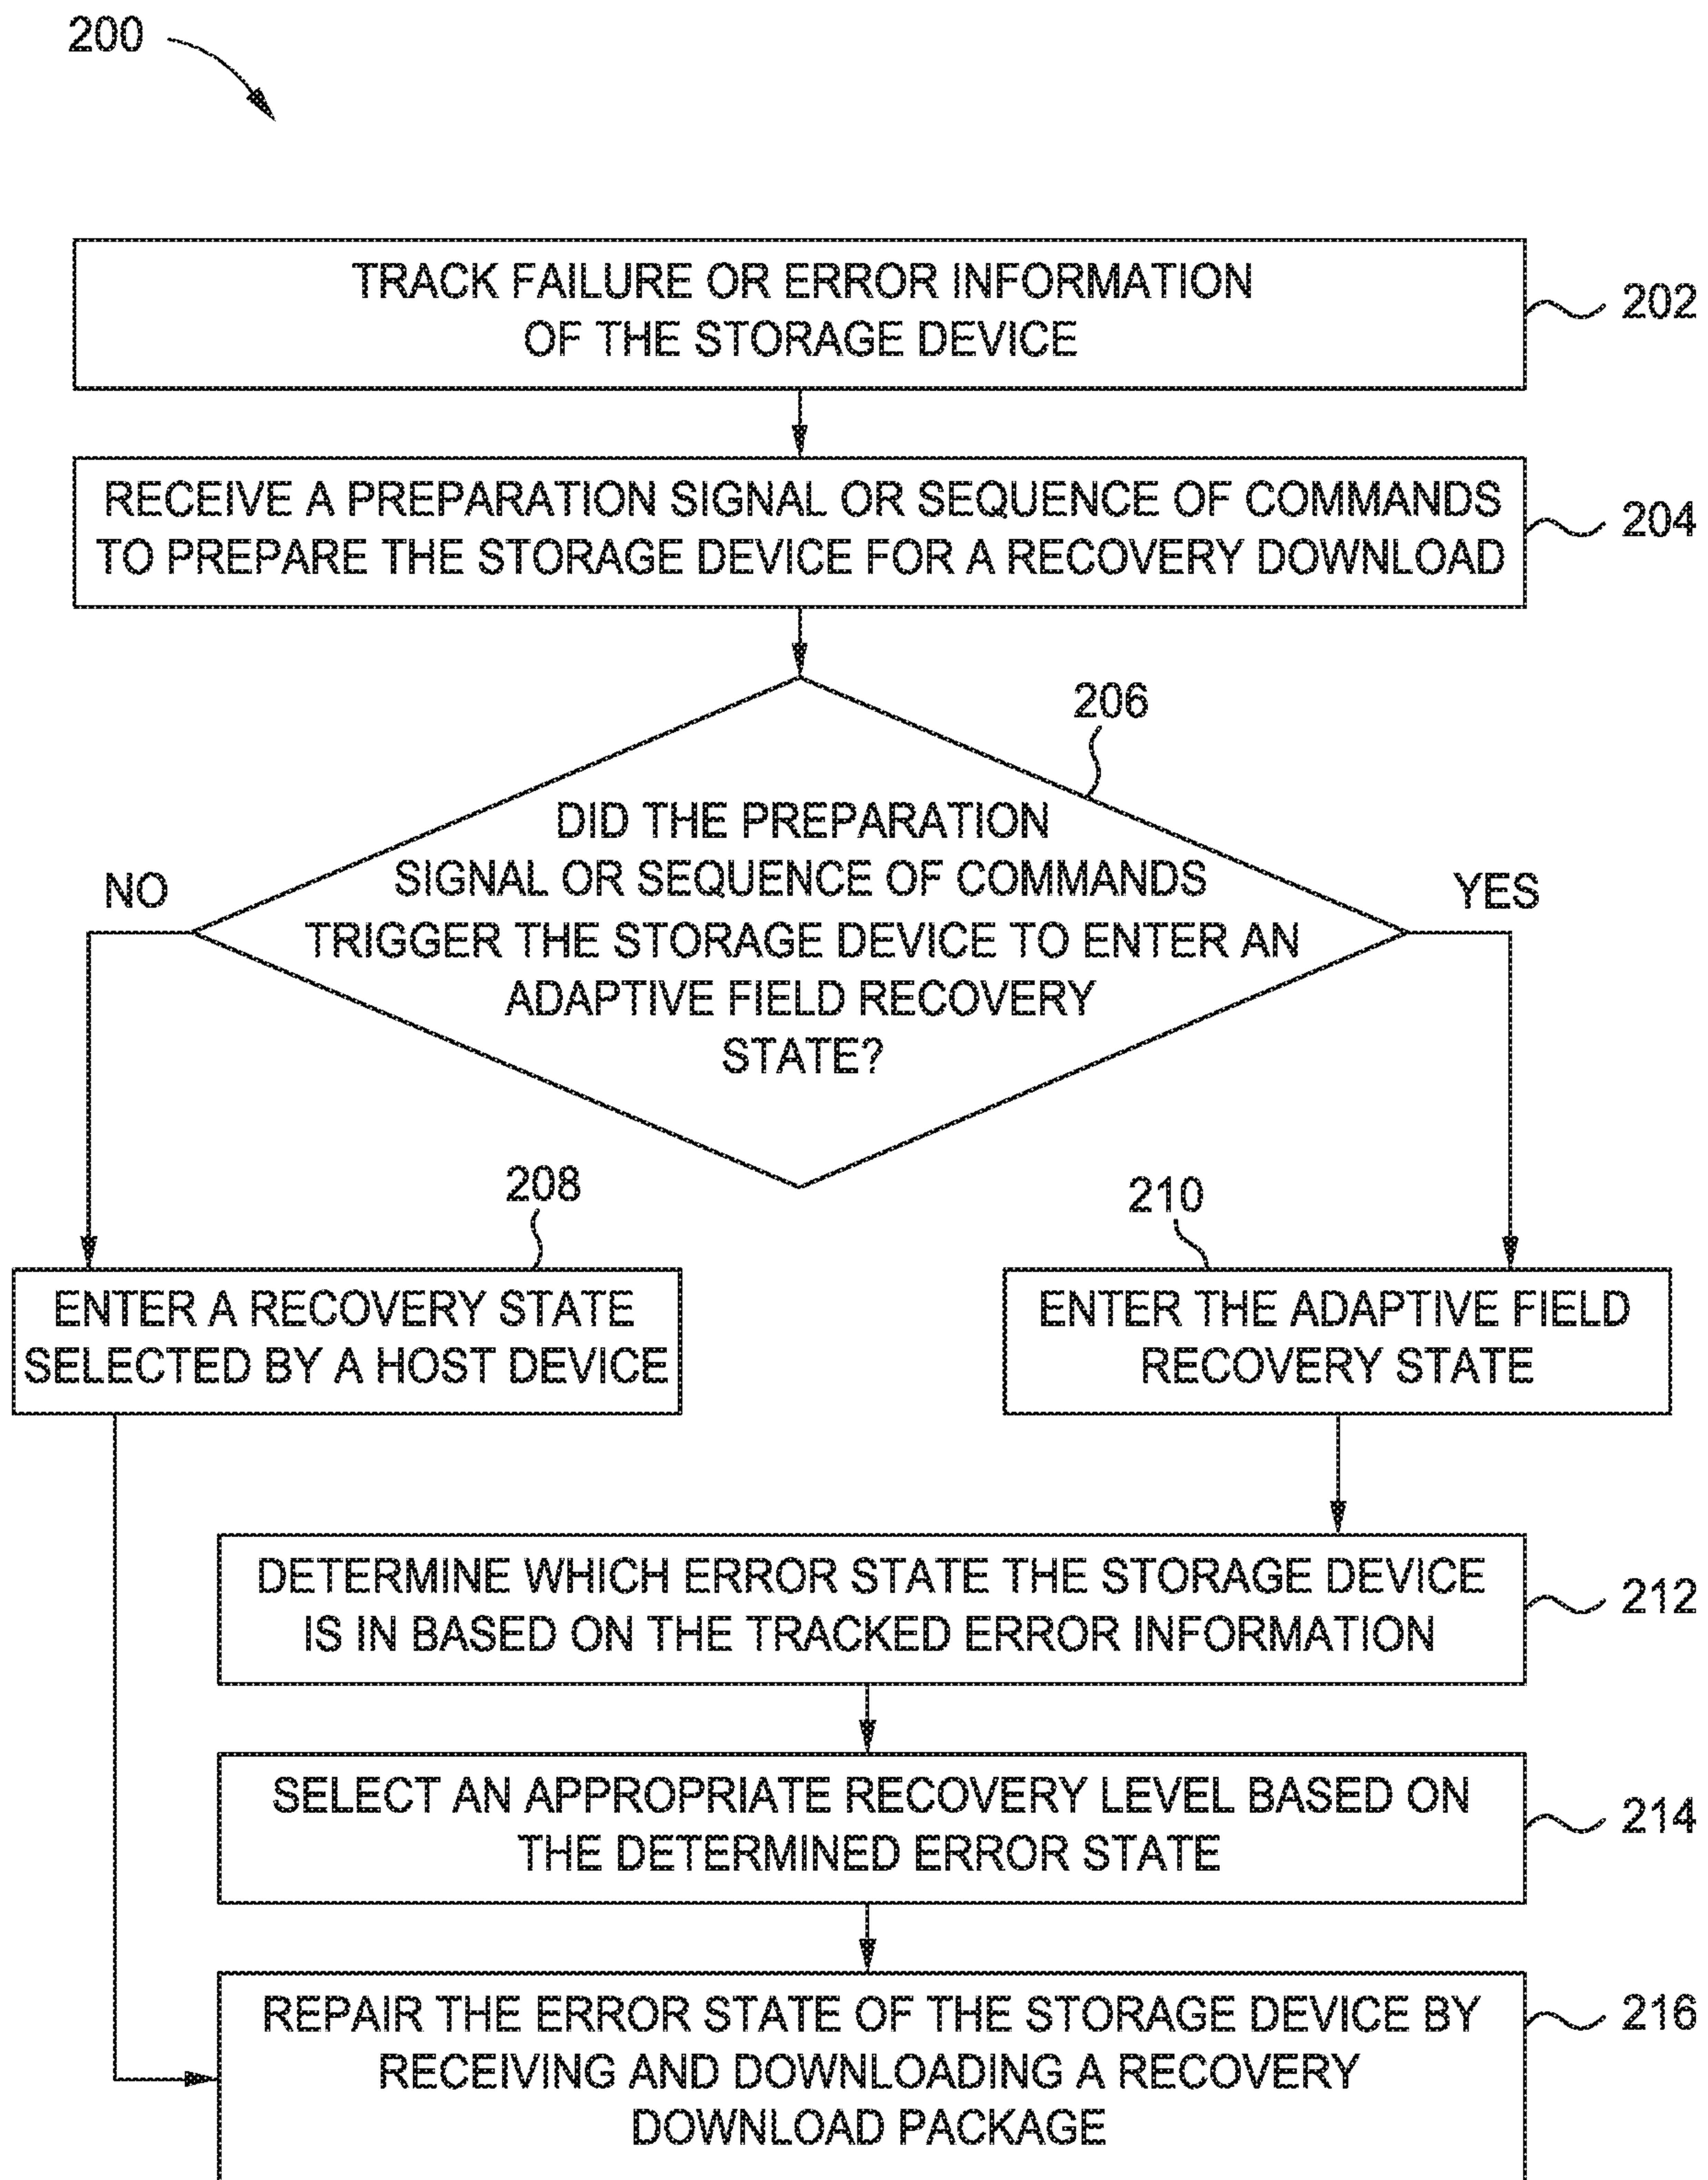 200
TRACK FAILURE OR ERROR INFORMATION
OF THE STORAGE DEVICE
202
RECEIVE A PREPARATION SIGNAL OR SEQUENCE OF COMMANDS
TO PREPARE THE STORAGE DEVICE FOR A RECOVERY DOWNLOAD
204
206
DID THE PREPARATION
SIGNAL OR SEQUENCE OF COMMANDS
TRIGGER THE STORAGE DEVICE TO ENTER AN
ADAPTIVE FIELD RECOVERY
STATE?
NO
YES
208
ENTER A RECOVERY STATE
SELECTED BY A HOST DEVICE
210
ENTER THE ADAPTIVE FIELD
RECOVERY STATE
DETERMINE WHICH ERROR STATE THE STORAGE DEVICE
IS IN BASED ON THE TRACKED ERROR INFORMATION
212
SELECT AN APPROPRIATE RECOVERY LEVEL BASED ON
THE DETERMINED ERROR STATE
214
REPAIR THE ERROR STATE OF THE STORAGE DEVICE BY
RECEIVING AND DOWNLOADING A RECOVERY
DOWNLOAD PACKAGE
216